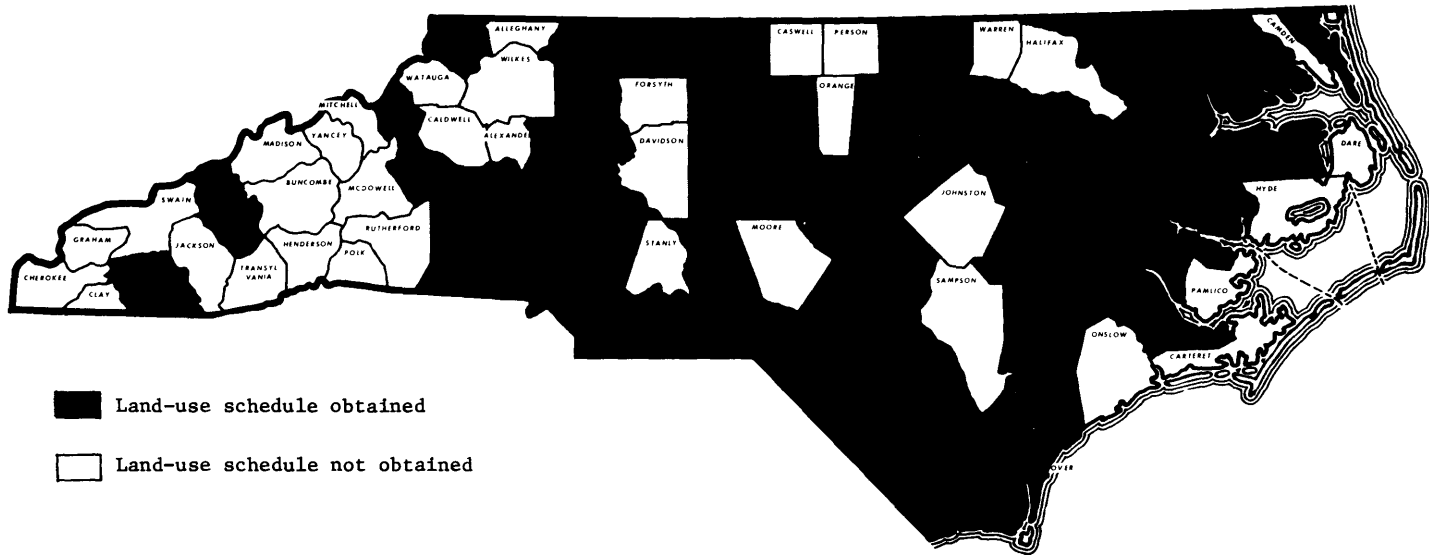 ALLEGHANY
CASWELL
PERSON
WARREN
HALIFAX
CAMDEN
WILKES
WATAUGA
FORSYTH
ORANGE
MITCHELL
CALDWELL
YANCEY
MADISON
DAVIDSON
DARE
BUNCOMBE
MCDOWELL
HYDE
JOHNSTON
SWAIN
RUTHERFORD
MOORE
GRAHAM
JACKSON
HENDERSON
POLK
STANLY
CHEROKEE
TRANSYL
VANIA
CLAY
SAMPSON
PAMLICO
ONSLOW
CARTERET
OVER
Land-use schedule obtained
Land-use schedule not obtained